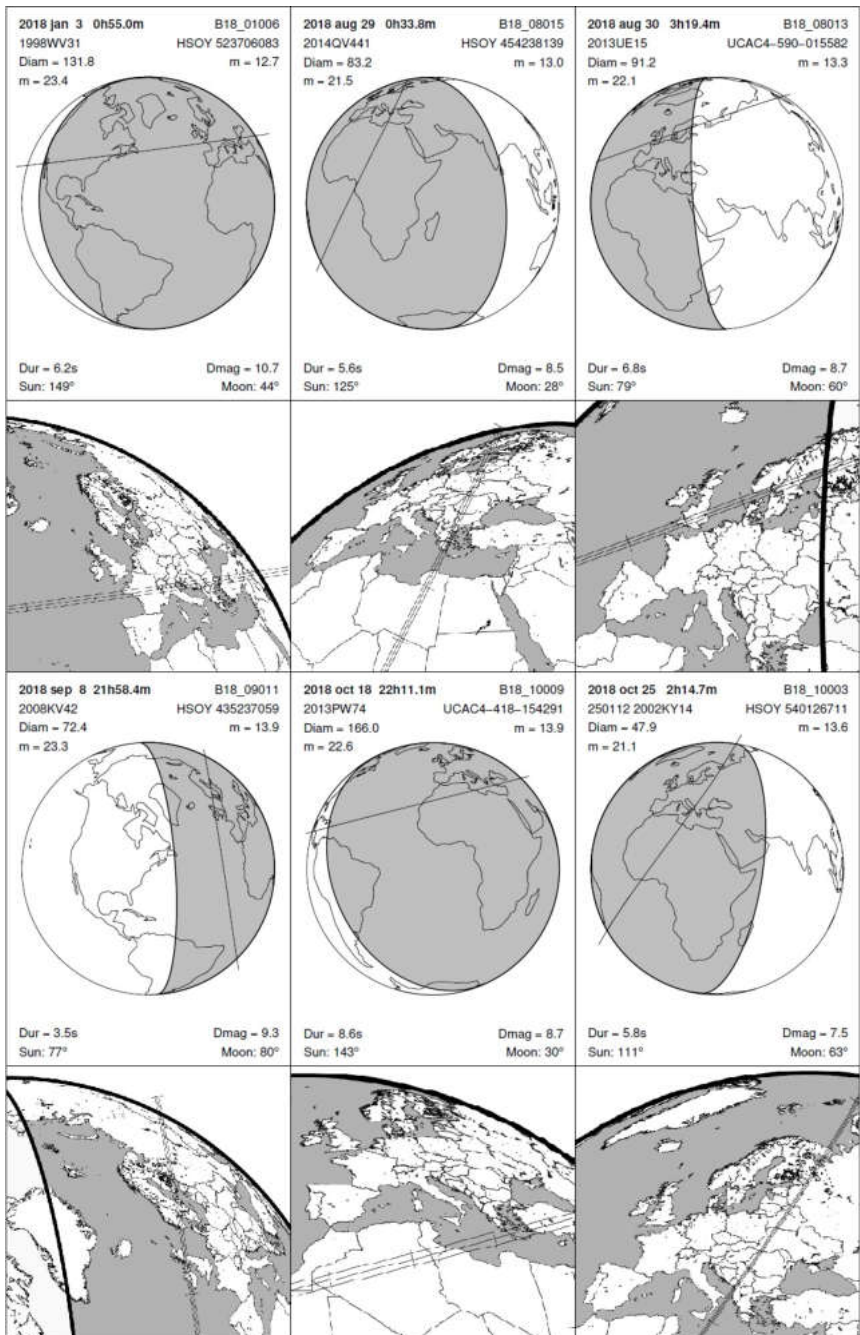 2018 jan 3 0h55.0m B18_01006
1998WV31 HSOY 523706083
Diam = 131.8 m = 12.7
m = 23.4
Dur = 6.2s Dmag = 10.7
Sun: 149° Moon: 44°
2018 aug 29 0h33.8m B18_08015
2014QV441 HSOY 454238139
Diam = 83.2 m = 13.0
m = 21.5
Dur = 5.6s Dmag = 8.5
Sun: 125° Moon: 28°
2018 aug 30 3h19.4m B18_08013
2013UE15 UCAC4-590-015582
Diam = 91.2 m = 13.3
m = 22.1
Dur = 6.8s Dmag = 8.7
Sun: 79° Moon: 60°
2018 sep 8 21h58.4m B18_09011
2008KV42 HSOY 435237059
Diam = 72.4 m = 13.9
m = 23.3
Dur = 3.5s Dmag = 9.3
Sun: 77° Moon: 80°
2018 oct 18 22h11.1m B18_10009
2013PW74 UCAC4-418-154291
Diam = 166.0 m = 13.9
m = 22.6
Dur = 8.6s Dmag = 8.7
Sun: 143° Moon: 30°
2018 oct 25 2h14.7m B18_10003
250112 2002KY14 HSOY 540126711
Diam = 47.9 m = 13.6
m = 21.1
Dur = 5.8s Dmag = 7.5
Sun: 111° Moon: 63°